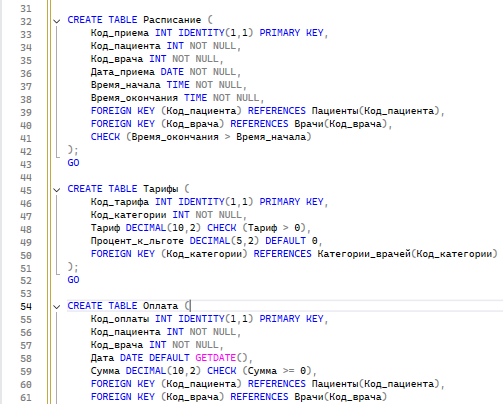 31
32 CREATE TABLE Расписание (
33 Код_приема INT IDENTITY(1,1) PRIMARY KEY,
34 Код_пациента INT NOT NULL,
35 Код_врача INT NOT NULL,
36 Дата_приема DATE NOT NULL,
37 Время_начала TIME NOT NULL,
38 Время_окончания TIME NOT NULL,
39 FOREIGN KEY (Код_пациента) REFERENCES Пациенты(Код_пациента),
40 FOREIGN KEY (Код_врача) REFERENCES Врачи(Код_врача),
41 CHECK (Время_окончания > Время_начала)
42 );
43 GO
44
45 CREATE TABLE Тарифы (
46 Код_тарифа INT IDENTITY(1,1) PRIMARY KEY,
47 Код_категории INT NOT NULL,
48 Тариф DECIMAL(10,2) CHECK (Тариф > 0),
49 Процент_к_льготе DECIMAL(5,2) DEFAULT 0,
50 FOREIGN KEY (Код_категории) REFERENCES Категории_врачей(Код_категории)
51 );
52 GO
53
54 CREATE TABLE Оплата (
55 Код_оплаты INT IDENTITY(1,1) PRIMARY KEY,
56 Код_пациента INT NOT NULL,
57 Код_врача INT NOT NULL,
58 Дата DATE DEFAULT GETDATE(),
59 Сумма DECIMAL(10,2) CHECK (Сумма >= 0),
60 FOREIGN KEY (Код_пациента) REFERENCES Пациенты(Код_пациента),
61 FOREIGN KEY (Код_врача) REFERENCES Врачи(Код_врача)